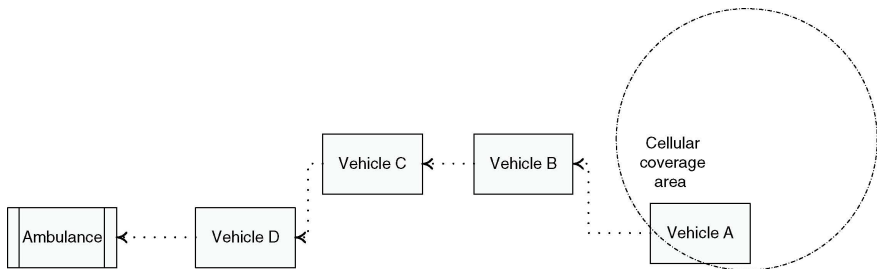 Cellular
coverage
area
Vehicle C
Vehicle B
Ambulance
Vehicle D
Vehicle A